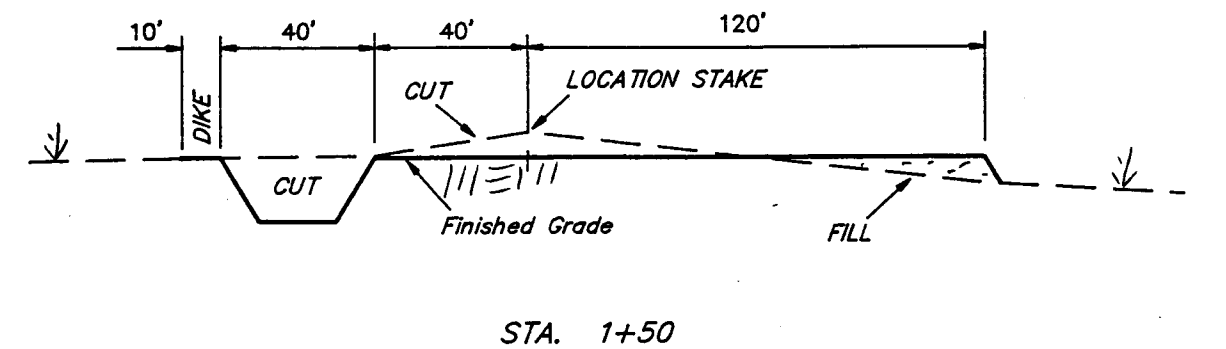 10' 40' 40' 120'
DIKE
CUT
LOCATION STAKE
CUT
Finished Grade
FILL
STA. 1+50